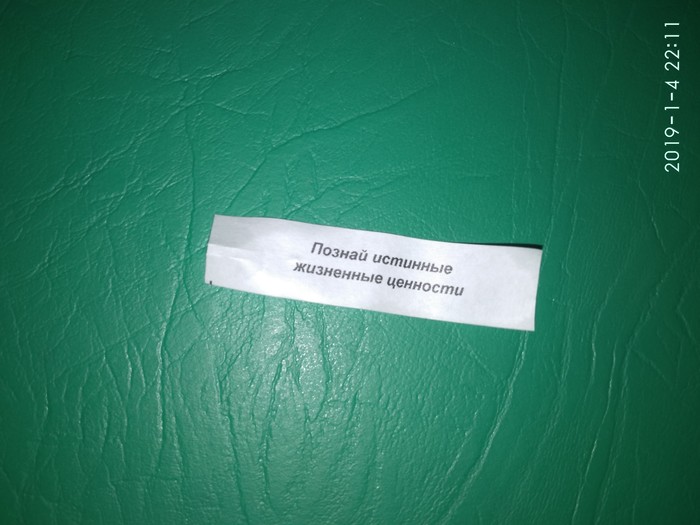 Познай истинные
жизненные ценности
2019-1-4 22:11